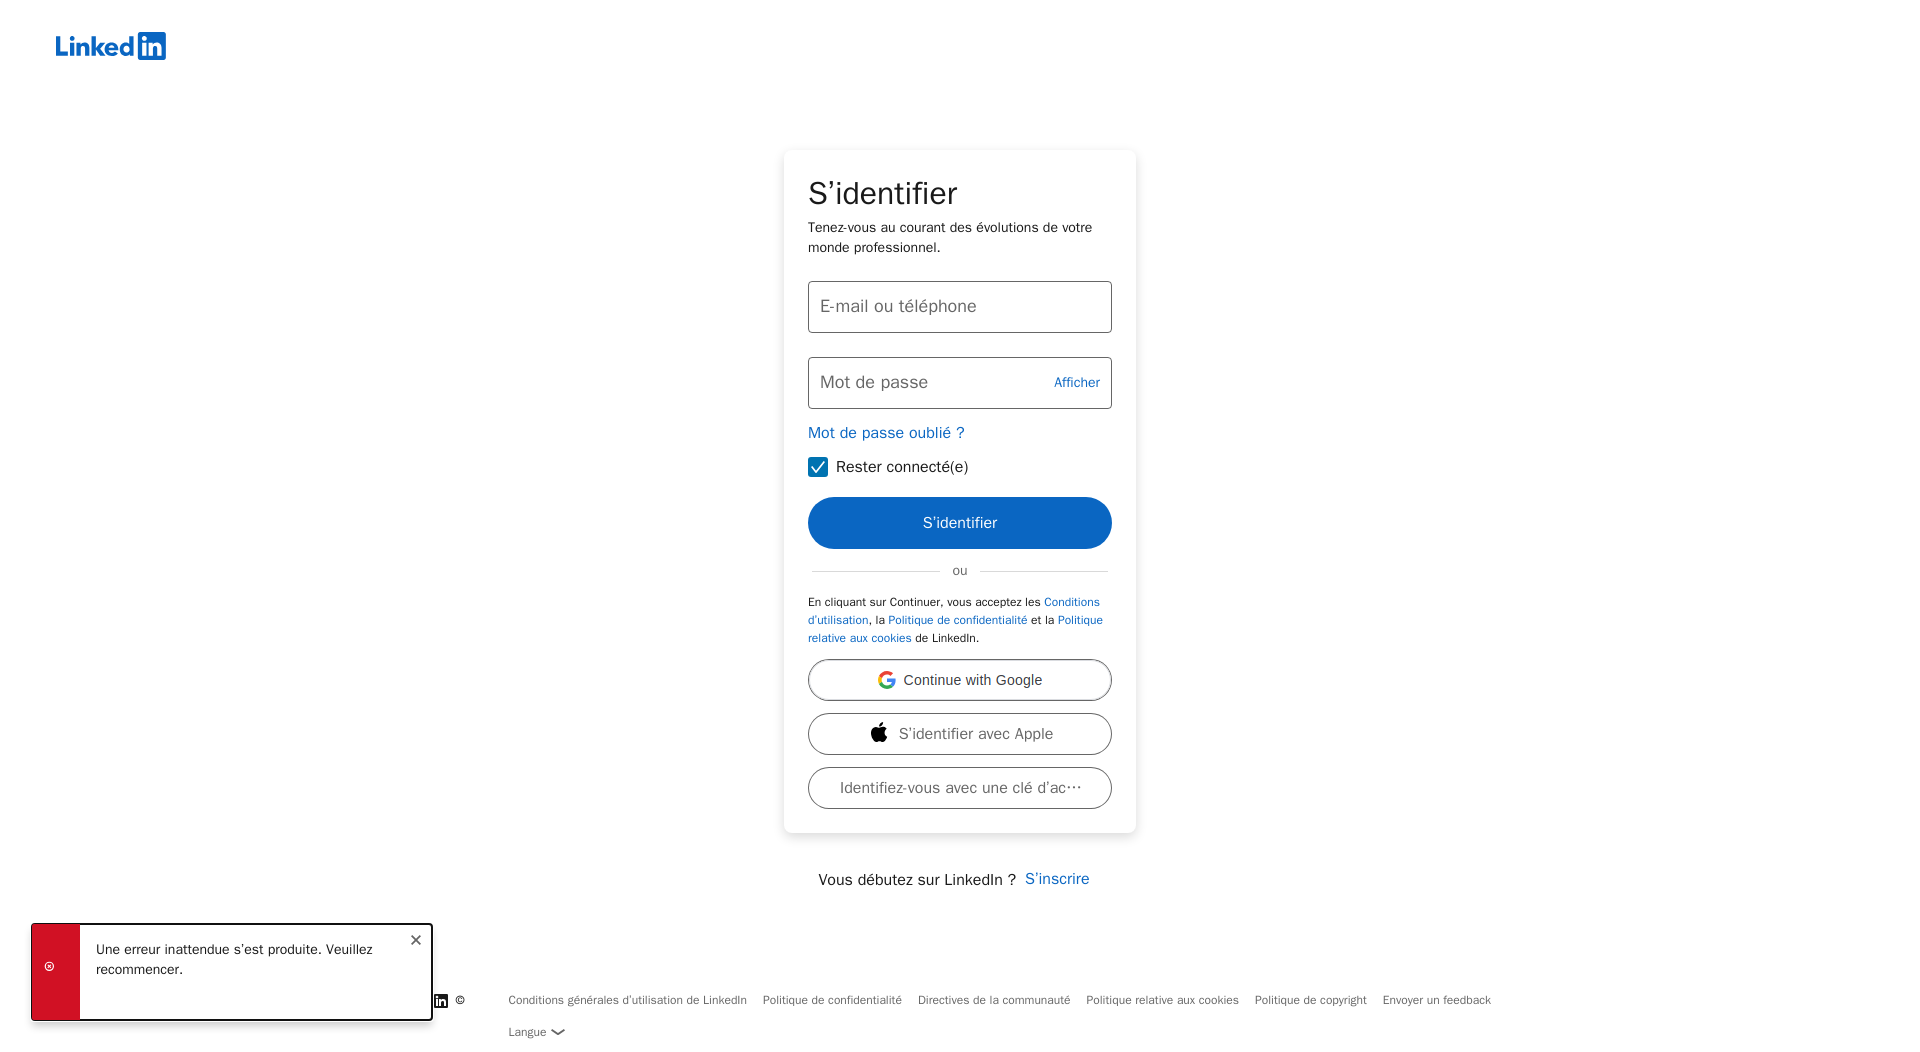 Linked in
S’identifier
Tenez-vous au courant des évolutions de votre
monde professionnel.
E-mail ou téléphone
Mot de passe
Afficher
Mot de passe oublié ?
Rester connecté(e)
S’identifier
ou
En cliquant sur Continuer, vous acceptez les Conditions
d’utilisation, la Politique de confidentialité et la Politique
relative aux cookies de LinkedIn.
Continue with Google
S’identifier avec Apple
Identifiez-vous avec une clé d’ac…
Vous débutez sur LinkedIn ? S’inscrire
Une erreur inattendue s’est produite. Veuillez
recommencer.
in ©
Conditions générales d’utilisation de LinkedIn Politique de confidentialité Directives de la communauté Politique relative aux cookies Politique de copyright Envoyer un feedback
Langue